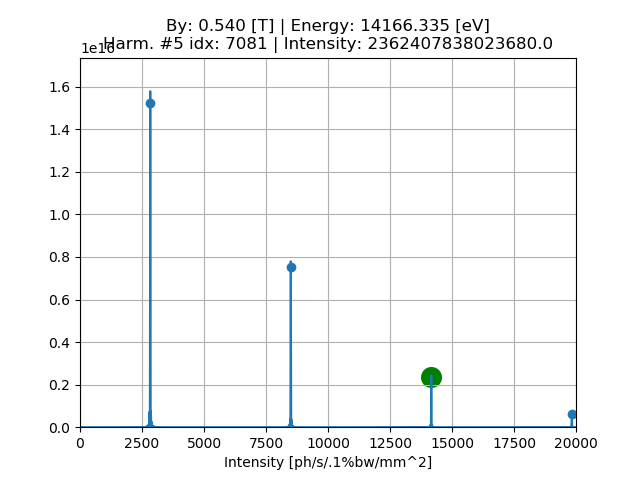 By: 0.540 [T] | Energy: 14166.335 [eV]
Harm. #5 idx: 7081 | Intensity: 2362407838023680.0
1e16
1.6
1.4
1.2
1.0
0.8
0.6
0.4
0.2
0.0
0 2500 5000 7500 10000 12500 15000 17500 20000
Intensity [ph/s/.1%bw/mm^2]